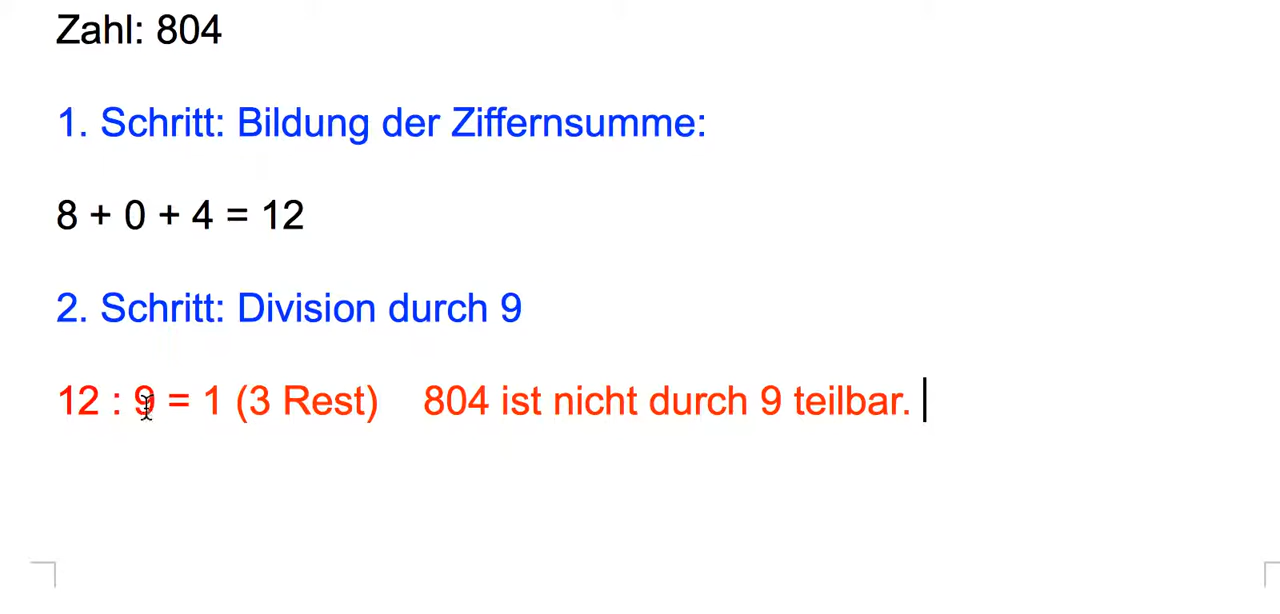 Zahl: 804
1. Schritt: Bildung der Ziffernsumme:
8 + 0 + 4 = 12
2. Schritt: Division durch 9
12 : 9 = 1 (3 Rest) 804 ist nicht durch 9 teilbar.